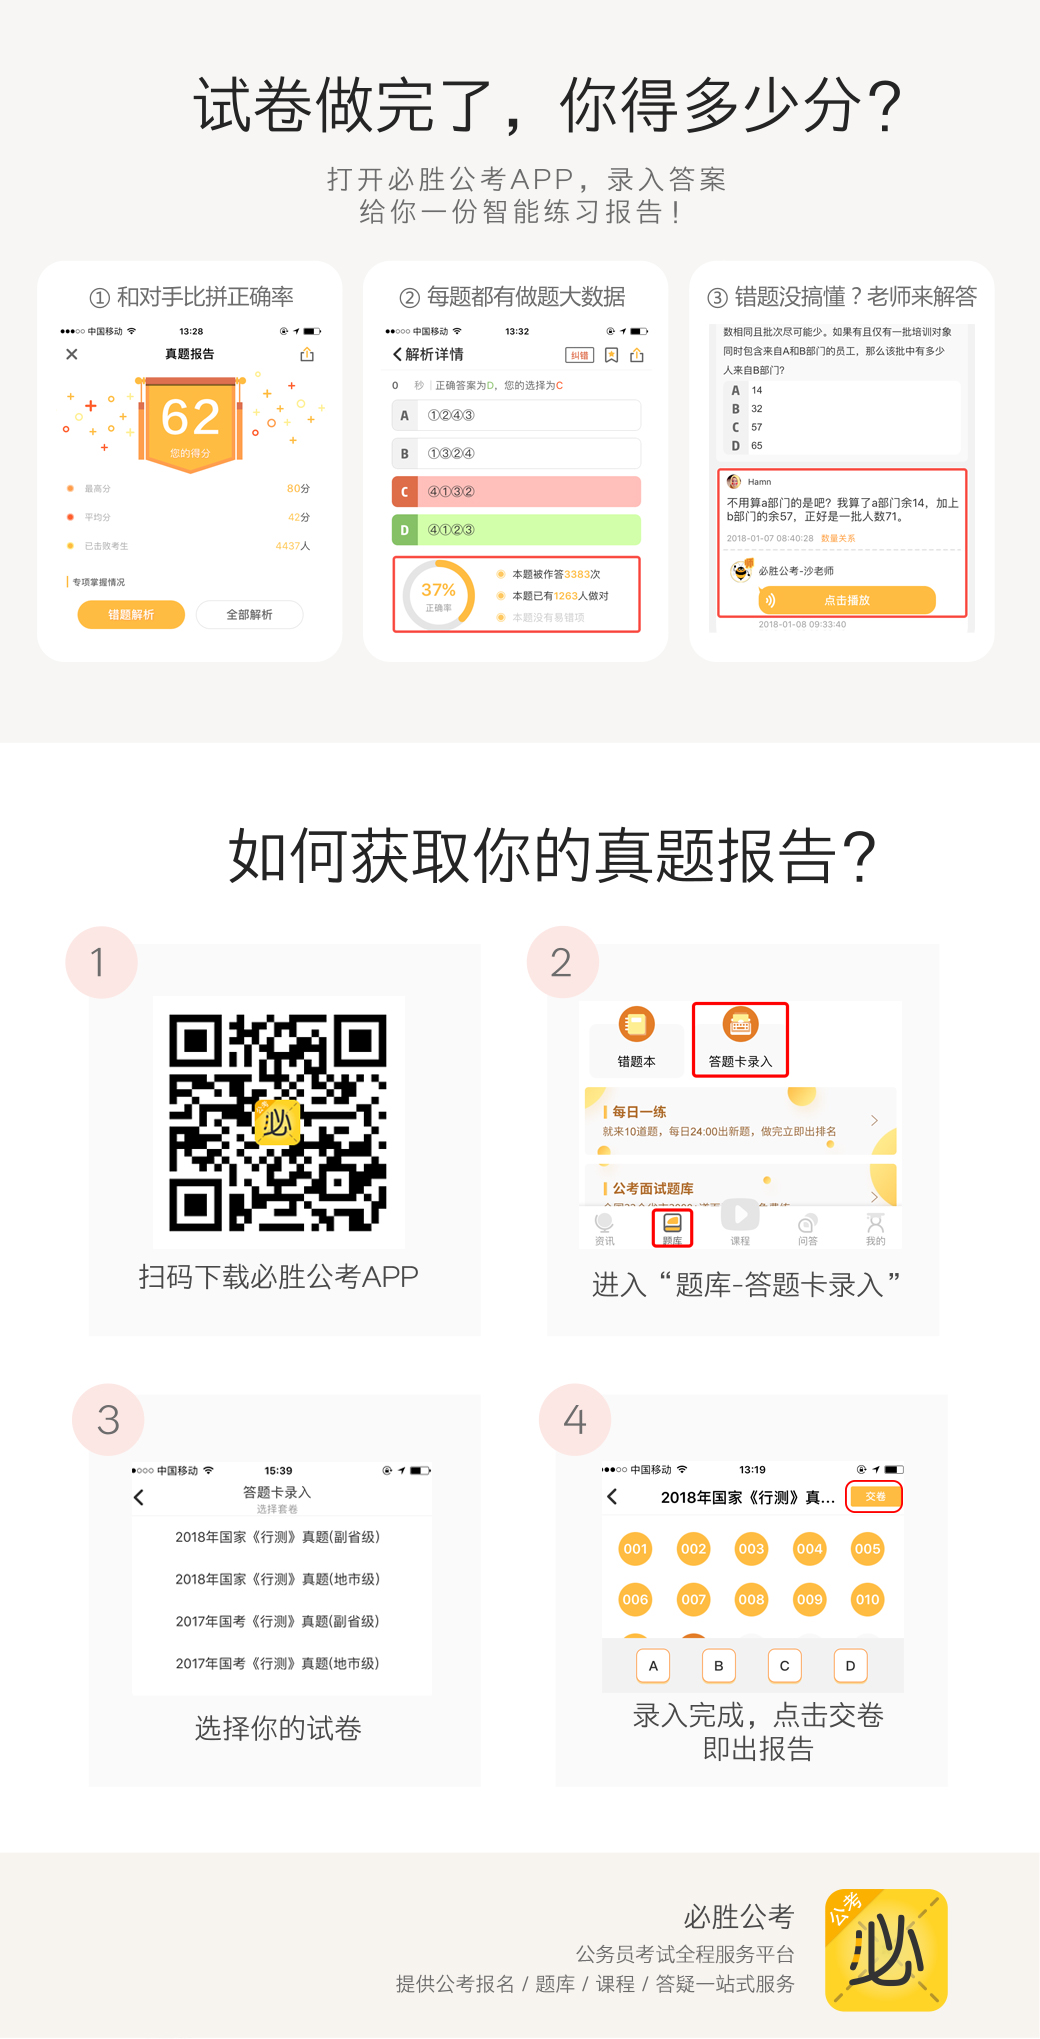 试卷做完了，你得多少分？
打开必胜公考APP，录入答案
给你一份智能练习报告！
① 和对手比拼正确率
中国移动 13:28
真题报告
62
您的得分
最高分 80分
平均分 42分
已击败考生 4437人
专项掌握情况
错题解析 全部解析
② 每题都有做题大数据
中国移动 13:32
解析详情 纠错
0 秒 | 正确答案为D，您的选择为C
A ①②④③
B ①③②④
C ④①③②
D ④①②③
37%
正确率
本题被作答3383次
本题已有1263人做对
本题没有易错项
③ 错题没搞懂？老师来解答
数相同且批次尽可能少。如果有且仅有一批培训对象
同时包含来自A和B部门的员工，那么该批中有多少
人来自B部门？
A 14
B 32
C 57
D 65
Hamn
不用算a部门的是吧？我算了a部门余14，加上
b部门的余57，正好是一批人数71。
2018-01-07 08:40:28 数量关系
必胜公考-沙老师
点击播放
2018-01-08 09:33:40
如何获取你的真题报告？
1
必
扫码下载必胜公考APP
2
错题本 答题卡录入
每日一练
就来10道题，每日24:00出新题，做完立即出排名
公考面试题库
资讯 题库 课程 问答 我的
进入“题库-答题卡录入”
3
中国移动 15:39
答题卡录入
选择套卷
2018年国家《行测》真题(副省级)
2018年国家《行测》真题(地市级)
2017年国考《行测》真题(副省级)
2017年国考《行测》真题(地市级)
选择你的试卷
4
中国移动 13:19
2018年国家《行测》真... 交卷
001 002 003 004 005
006 007 008 009 010
A B C D
录入完成，点击交卷
即出报告
必胜公考
公务员考试全程服务平台
提供公考报名 / 题库 / 课程 / 答疑一站式服务
公考
必